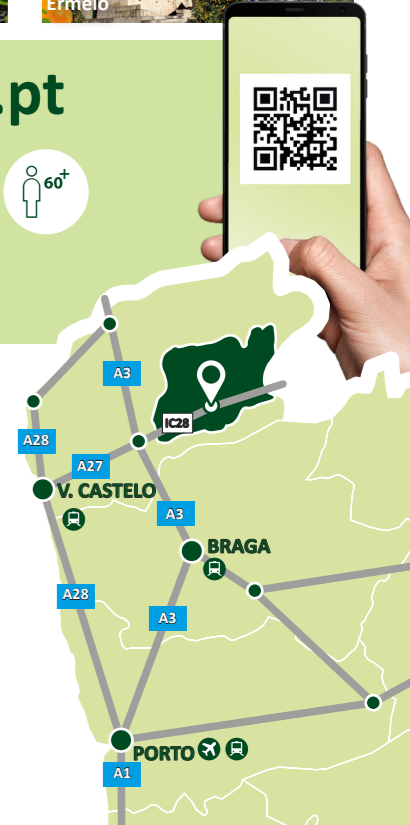 Ermelo
.pt
60+
A3
IC28
A28
A27
V. CASTELO
A3
BRAGA
A28
A3
PORTO
A1